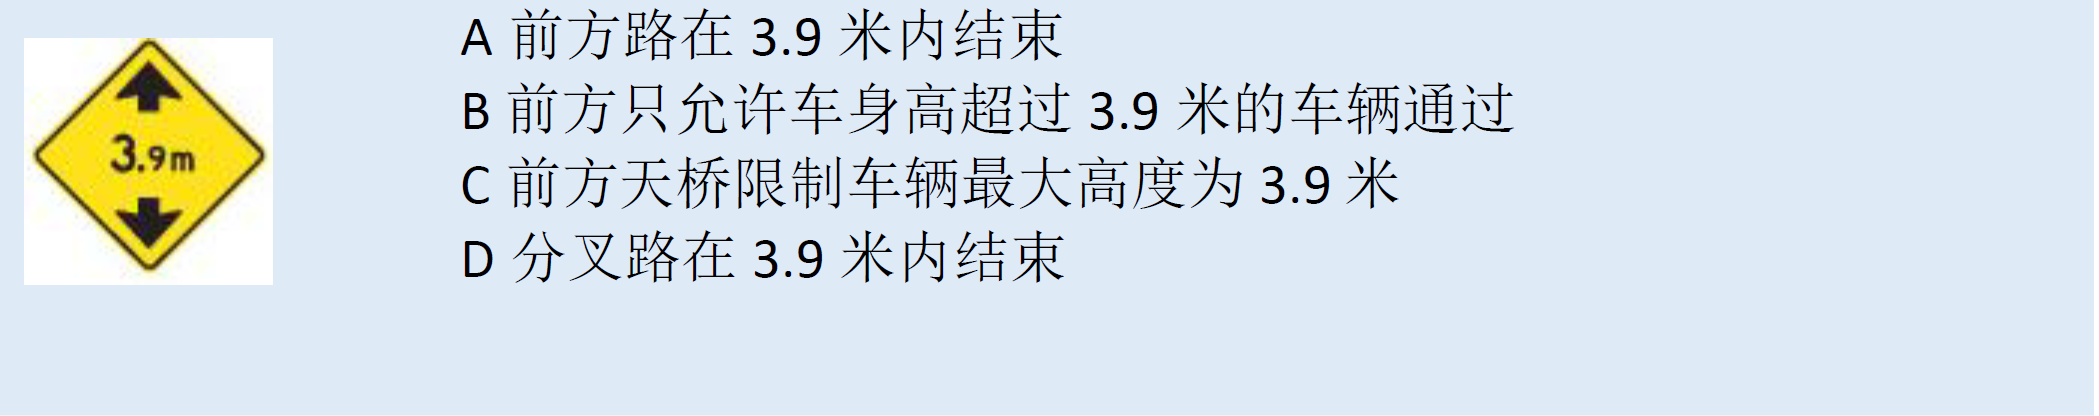 3.9m
A 前方路在 3.9 米内结束
B 前方只允许车身高超过 3.9 米的车辆通过
C 前方天桥限制车辆最大高度为 3.9 米
D 分叉路在 3.9 米内结束